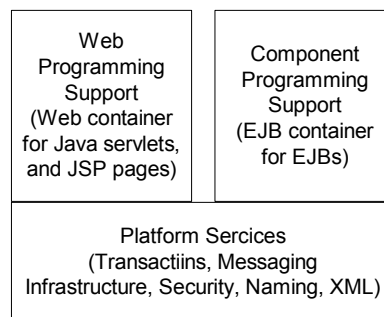 Web
Programming
Support
(Web container
for Java servlets,
and JSP pages)
Component
Programming
Support
(EJB container
for EJBs)
Platform Sercices
(Transactiins, Messaging
Infrastructure, Security, Naming, XML)